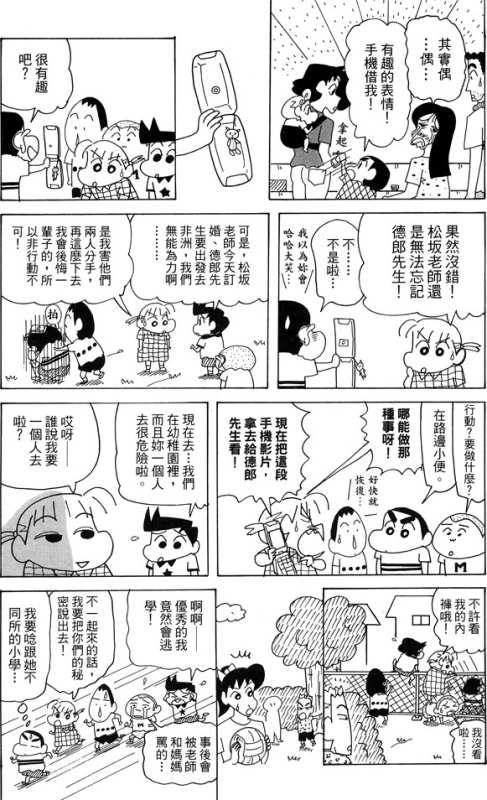 其實偶
…偶…
有趣的表情！
手機借我！
拿起
很有趣
吧？
果然沒錯！
松坂老師還
是無法忘記
德郎先生！
不……
不是啦…
我以為妳會
哈哈大笑…
可是，松坂
老師今天訂
婚、德郎先
生要出發去
非洲，我們
無能為力啊
………
是我害他們
兩人分手，
再這麼下去
我會後悔一
輩子的，所
以非行動不
可！
拍
行動？要做什麼？
在路邊小便。
哪能做那
種事呀！
好快就
恢復…
現在把這段
手機影片，
拿去給德郎
先生看！
現在去…我們
在幼稚園裡，
而且妳一個人
去很危險啦。
哎呀——
誰說我要
一個人去
啦？
不許看
我的內
褲哦！
我沒看
啦……
啊啊，
優秀的我
竟然會逃
學！
事後會
被老師
和媽媽
罵的…
不一起來的話，
我要把你們的秘
密說出去！
我要唸跟她不
同所的小學…
M
M